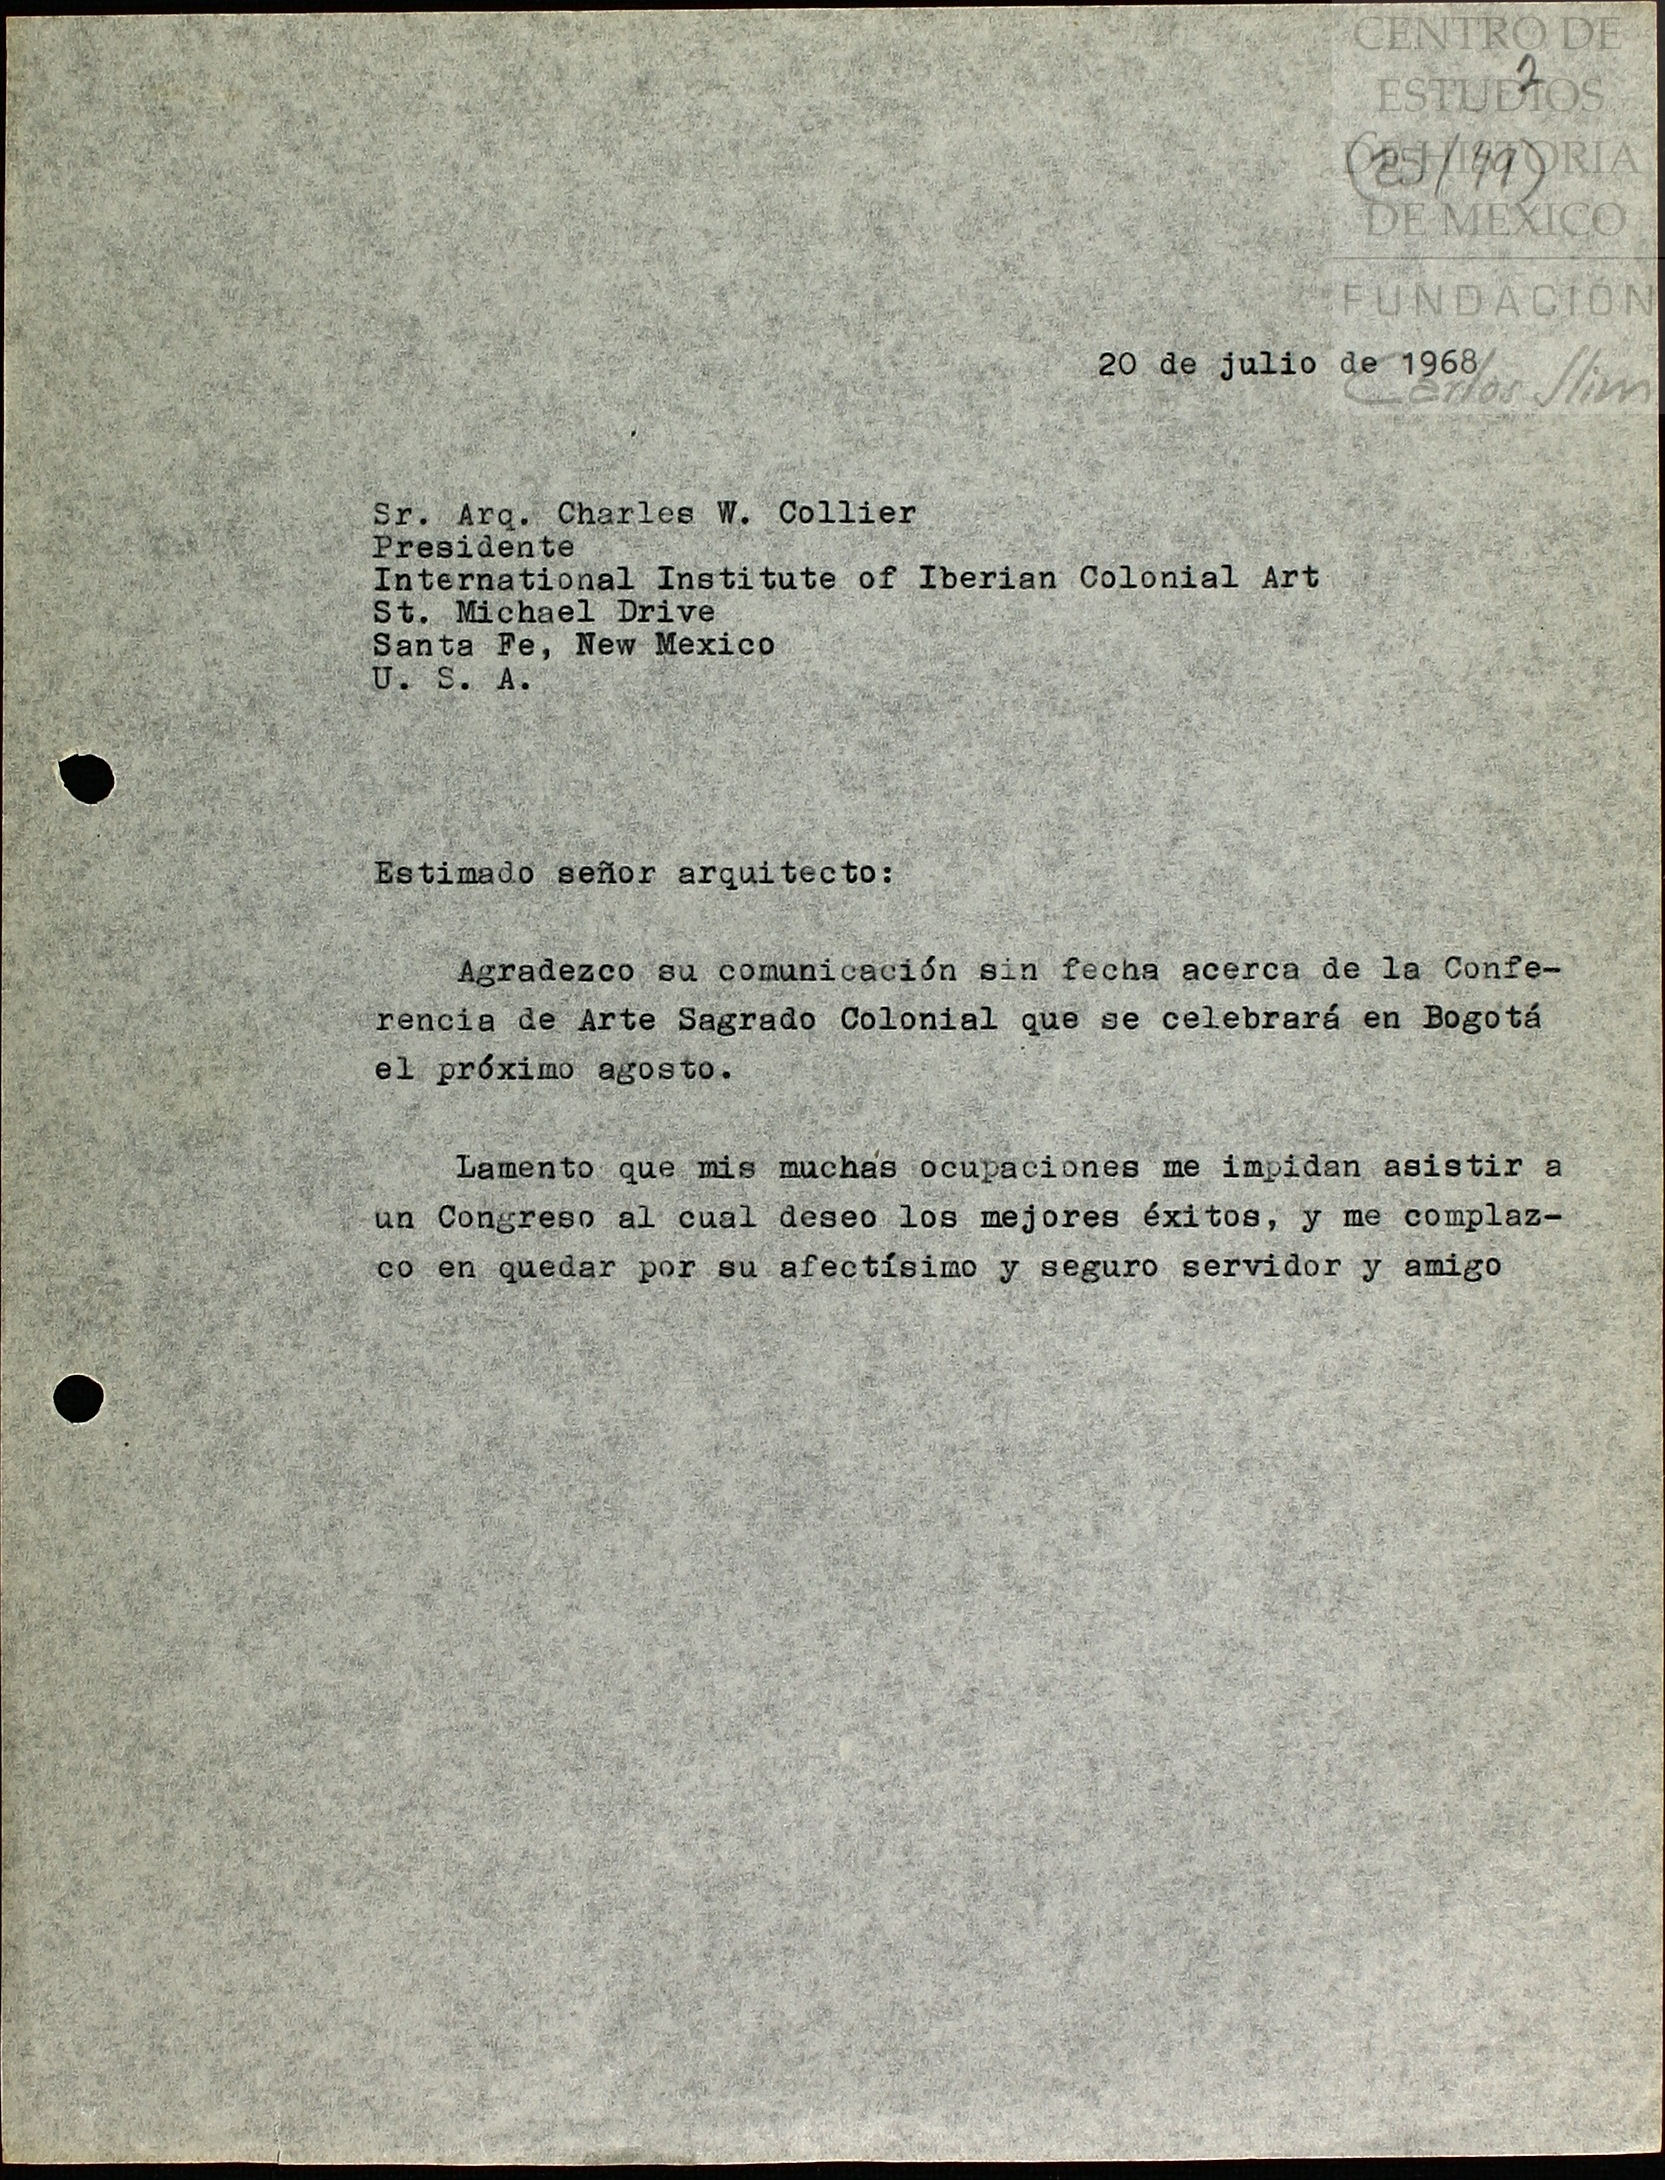 CENTRO DE
2
ESTUDIOS
DE HISTORIA
DE MEXICO
FUNDACION
Carlos Slim
20 de julio de 1968
Sr. Arq. Charles W. Collier
Presidente
International Institute of Iberian Colonial Art
St. Michael Drive
Santa Fe, New Mexico
U. S. A.
Estimado señor arquitecto:
Agradezco su comunicación sin fecha acerca de la Confe-
rencia de Arte Sagrado Colonial que se celebrará en Bogotá
el próximo agosto.
Lamento que mis muchas ocupaciones me impidan asistir a
un Congreso al cual deseo los mejores éxitos, y me complaz-
co en quedar por su afectísimo y seguro servidor y amigo